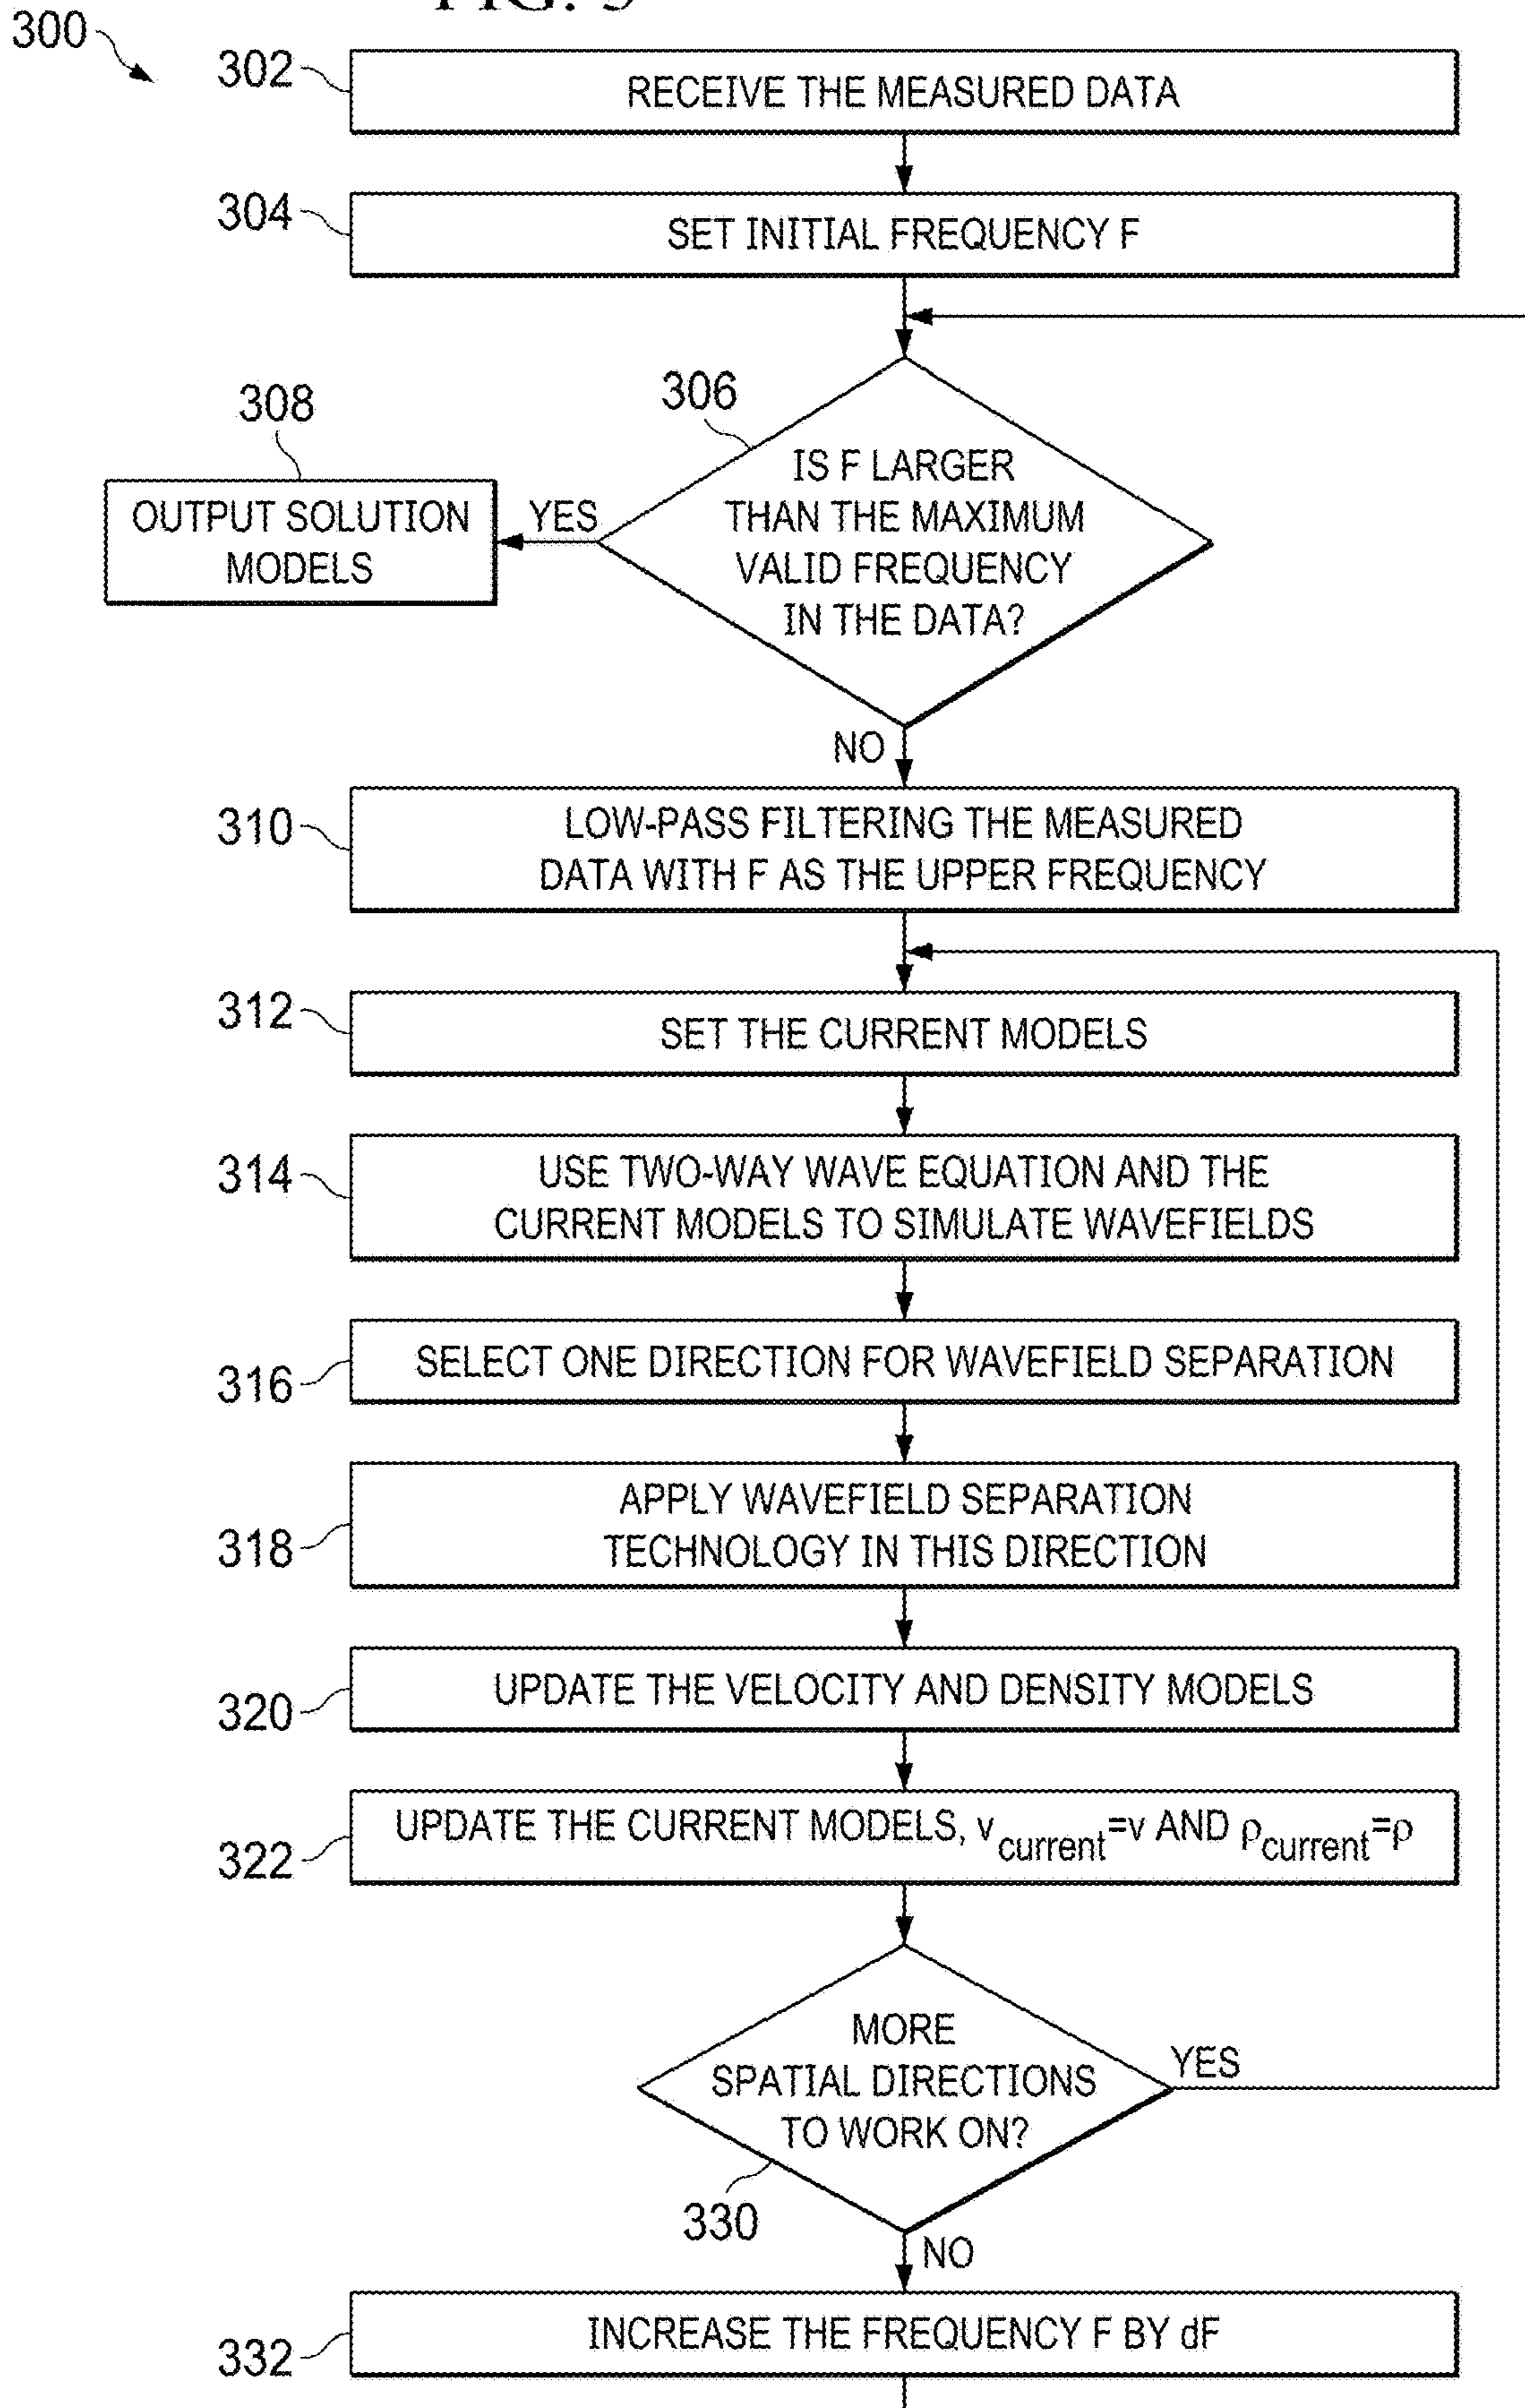 FIG. 3
300
302
RECEIVE THE MEASURED DATA
304
SET INITIAL FREQUENCY F
306
IS F LARGER
THAN THE MAXIMUM
VALID FREQUENCY
IN THE DATA?
308
OUTPUT SOLUTION
MODELS
YES
NO
310
LOW-PASS FILTERING THE MEASURED
DATA WITH F AS THE UPPER FREQUENCY
312
SET THE CURRENT MODELS
314
USE TWO-WAY WAVE EQUATION AND THE
CURRENT MODELS TO SIMULATE WAVEFIELDS
316
SELECT ONE DIRECTION FOR WAVEFIELD SEPARATION
318
APPLY WAVEFIELD SEPARATION
TECHNOLOGY IN THIS DIRECTION
320
UPDATE THE VELOCITY AND DENSITY MODELS
322
UPDATE THE CURRENT MODELS, vcurrent=v AND ρcurrent=ρ
MORE
SPATIAL DIRECTIONS
TO WORK ON?
YES
330
NO
332
INCREASE THE FREQUENCY F BY dF